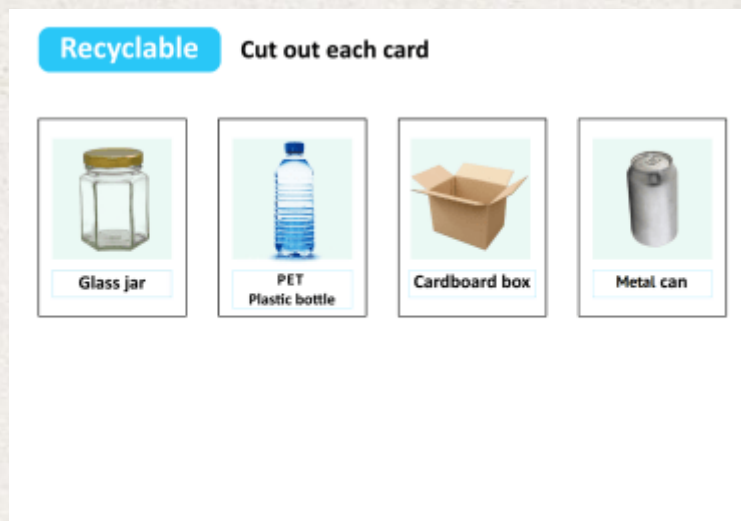 Recyclable
Cut out each card
Glass jar
PET
Plastic bottle
Cardboard box
Metal can